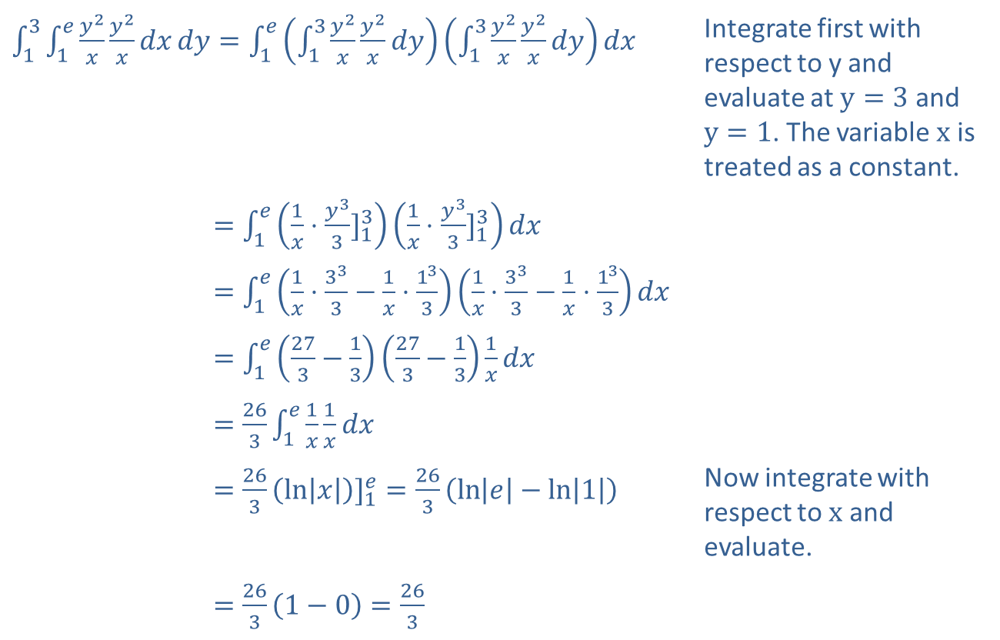 $\int_1^3 \int_1^e \frac{y^2}{x} \frac{y^2}{x} \, dx \, dy = \int_1^e \left( \int_1^3 \frac{y^2}{x} \frac{y^2}{x} \, dy \right) \left( \int_1^3 \frac{y^2}{x} \frac{y^2}{x} \, dy \right) dx$
Integrate first with
respect to y and
evaluate at y = 3 and
y = 1. The variable x is
treated as a constant.
$= \int_1^e \left( \frac{1}{x} \cdot \frac{y^3}{3} ]_1^3 \right) \left( \frac{1}{x} \cdot \frac{y^3}{3} ]_1^3 \right) dx$
$= \int_1^e \left( \frac{1}{x} \cdot \frac{3^3}{3} - \frac{1}{x} \cdot \frac{1^3}{3} \right) \left( \frac{1}{x} \cdot \frac{3^3}{3} - \frac{1}{x} \cdot \frac{1^3}{3} \right) dx$
$= \int_1^e \left( \frac{27}{3} - \frac{1}{3} \right) \left( \frac{27}{3} - \frac{1}{3} \right) \frac{1}{x} \, dx$
$= \frac{26}{3} \int_1^e \frac{1}{x} \frac{1}{x} \, dx$
$= \frac{26}{3} (\ln|x|) ]_1^e = \frac{26}{3} (\ln|e| - \ln|1|)$
Now integrate with
respect to x and
evaluate.
$= \frac{26}{3} (1 - 0) = \frac{26}{3}$